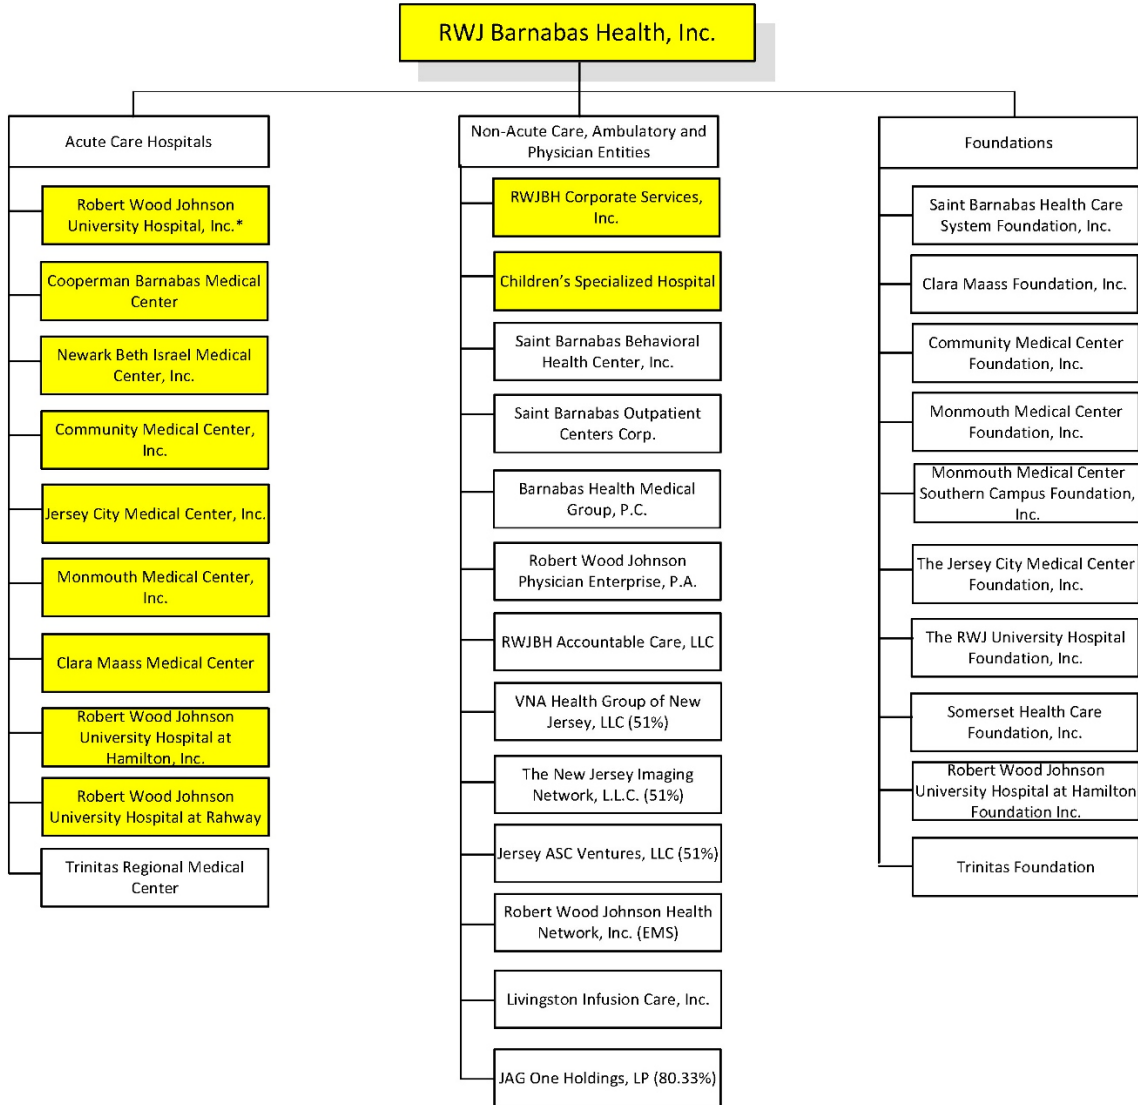 RWJ Barnabas Health, Inc.
Acute Care Hospitals
Robert Wood Johnson
University Hospital, Inc.*
Cooperman Barnabas Medical
Center
Newark Beth Israel Medical
Center, Inc.
Community Medical Center,
Inc.
Jersey City Medical Center, Inc.
Monmouth Medical Center,
Inc.
Clara Maass Medical Center
Robert Wood Johnson
University Hospital at
Hamilton, Inc.
Robert Wood Johnson
University Hospital at Rahway
Trinitas Regional Medical
Center
Non-Acute Care, Ambulatory and
Physician Entities
RWJBH Corporate Services,
Inc.
Children’s Specialized Hospital
Saint Barnabas Behavioral
Health Center, Inc.
Saint Barnabas Outpatient
Centers Corp.
Barnabas Health Medical
Group, P.C.
Robert Wood Johnson
Physician Enterprise, P.A.
RWJBH Accountable Care, LLC
VNA Health Group of New
Jersey, LLC (51%)
The New Jersey Imaging
Network, L.L.C. (51%)
Jersey ASC Ventures, LLC (51%)
Robert Wood Johnson Health
Network, Inc. (EMS)
Livingston Infusion Care, Inc.
JAG One Holdings, LP (80.33%)
Foundations
Saint Barnabas Health Care
System Foundation, Inc.
Clara Maass Foundation, Inc.
Community Medical Center
Foundation, Inc.
Monmouth Medical Center
Foundation, Inc.
Monmouth Medical Center
Southern Campus Foundation,
Inc.
The Jersey City Medical Center
Foundation, Inc.
The RWJ University Hospital
Foundation, Inc.
Somerset Health Care
Foundation, Inc.
Robert Wood Johnson
University Hospital at Hamilton
Foundation Inc.
Trinitas Foundation